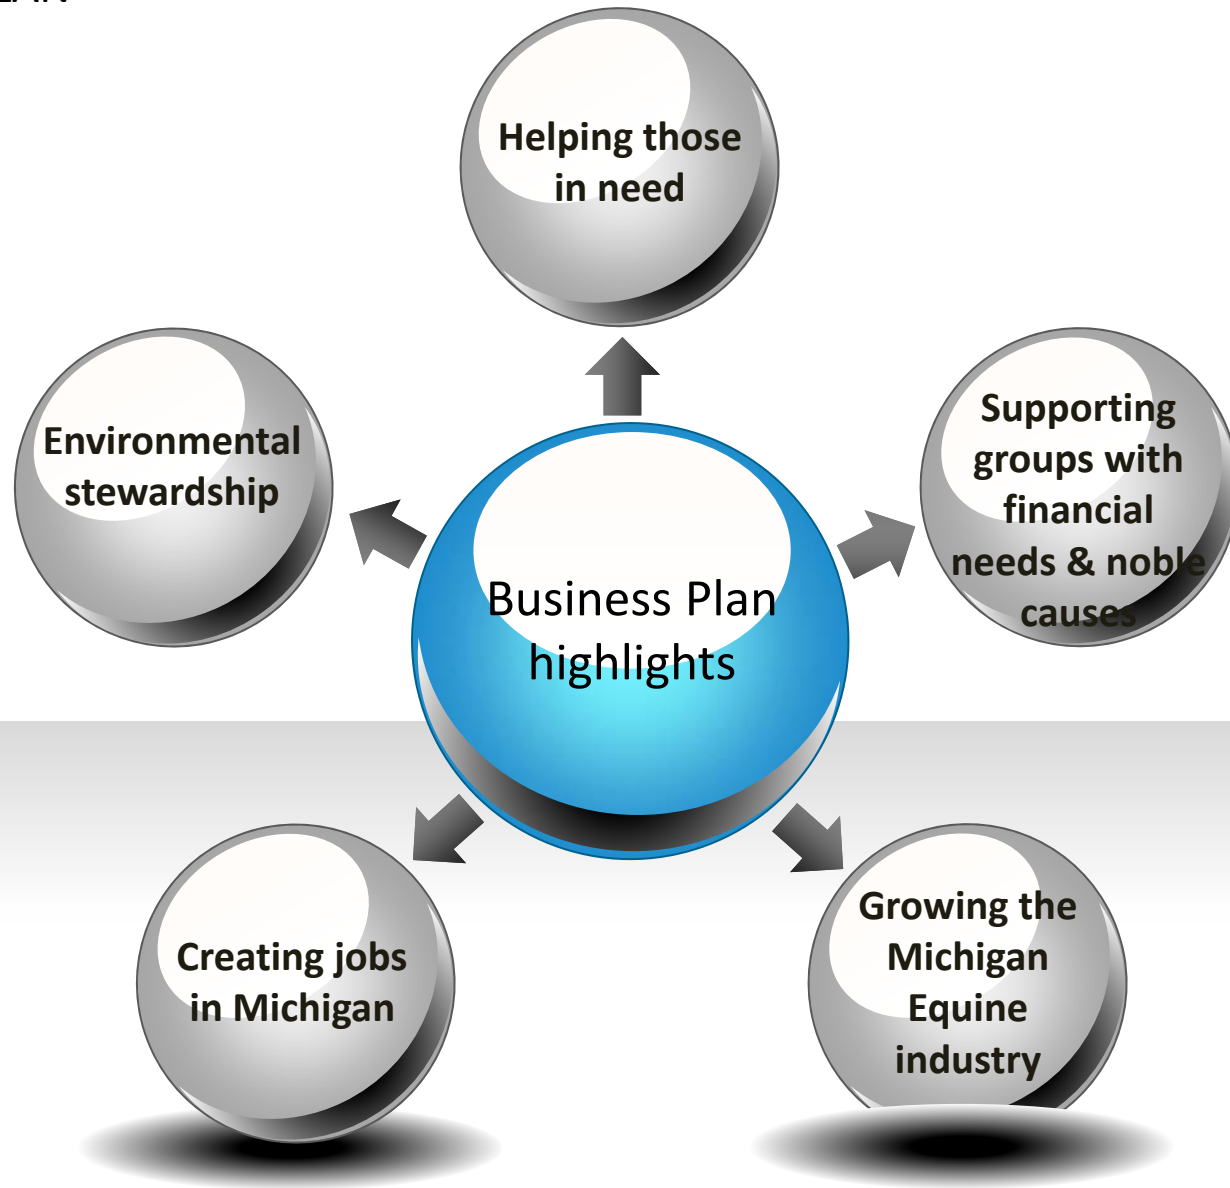 Helping those
in need
Environmental
stewardship
Supporting
groups with
financial
needs & noble
causes
Business Plan
highlights
Creating jobs
in Michigan
Growing the
Michigan
Equine
industry